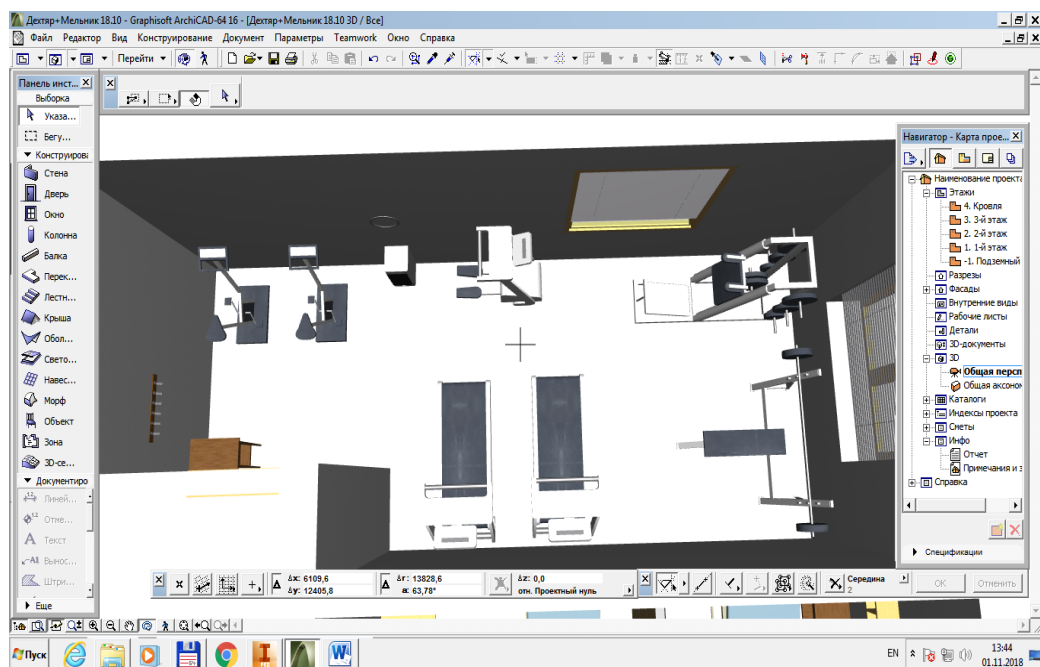 Дехтяр+Мельник 18.10 - Graphisoft ArchiCAD-64 16 - [Дехтяр+Мельник 18.10 3D / Все]
Файл Редактор Вид Конструирование Документ Параметры Teamwork Окно Справка
Перейти
Панель инст...
Выборка
Указа...
Бегу...
Конструирова
Стена
Дверь
Окно
Колонна
Балка
Перек...
Лестн...
Крыша
Обол...
Свето...
Навес...
Морф
Объект
Зона
3D-се...
Документиро
Линей...
Отме...
Текст
Вынос...
Штри...
Еще
Навигатор - Карта прое...
Наименование проекта
Этажи
4. Кровля
3. 3-й этаж
2. 2-й этаж
1. 1-й этаж
-1. Подземный
Разрезы
Фасады
Внутренние виды
Рабочие листы
Детали
3D-документы
3D
Общая персп
Общая аксоном
Каталоги
Индексы проекта
Сметы
Инфо
Отчет
Примечания и з
Справка
Спецификации
Δx: 6109,6
Δy: 12405,8
Δr: 13828,6
α: 63,78°
Δz: 0,0
отн. Проектный нуль
Середина
2
OK
Отменить
Пуск
EN
13:44
01.11.2018